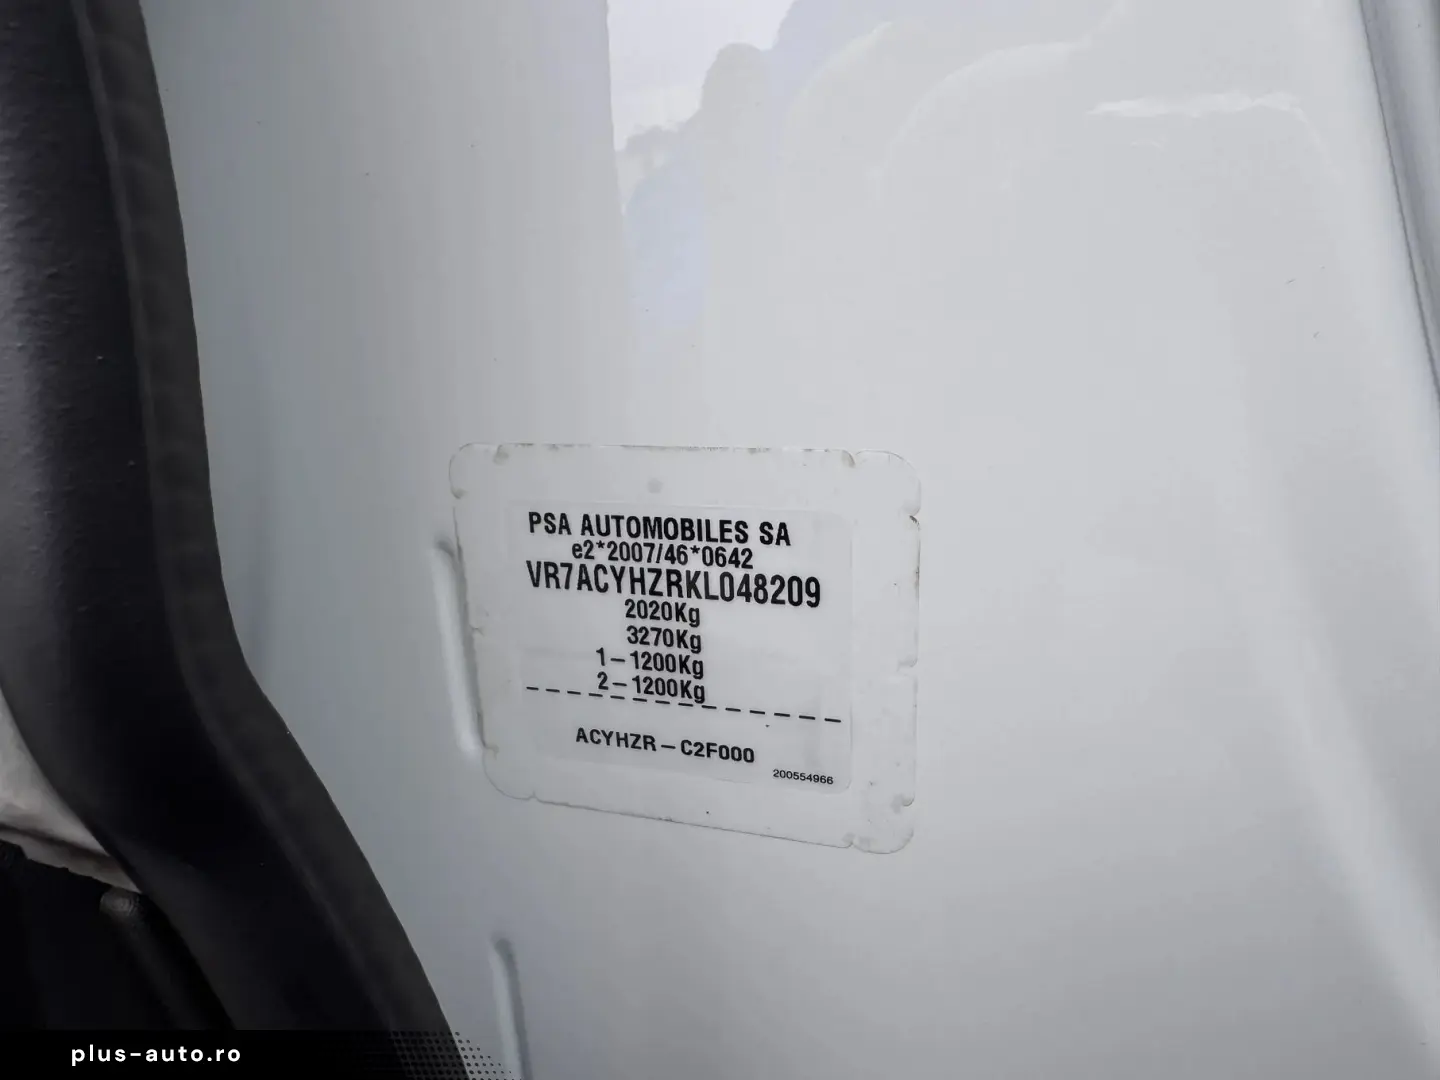 PSA AUTOMOBILES SA
e2*2007/46*0642
VR7ACYHZRKL048209
2020Kg
3270Kg
1-1200Kg
2-1200Kg
ACYHZR-C2F000
200554966
plus-auto.ro